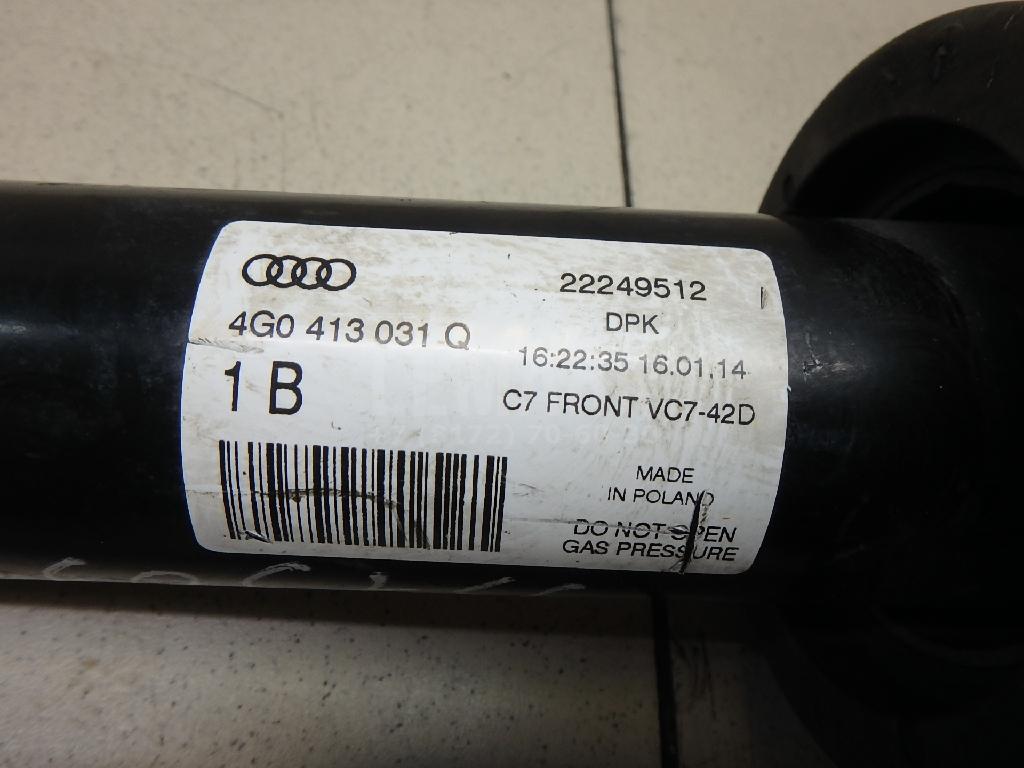 22249512
4G0 413 031 Q
DPK
16:22:35 16.01.14
1 B
C7 FRONT VC7-42D
MADE
IN POLAND
DO NOT OPEN
GAS PRESSURE